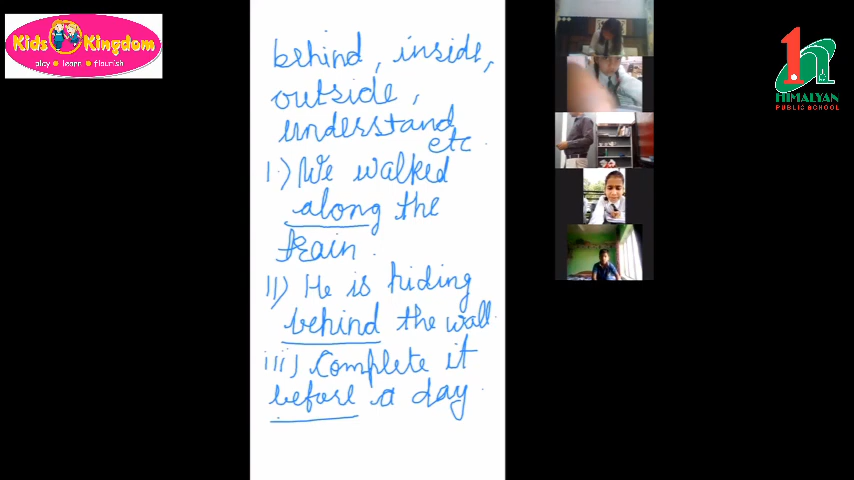 Kids Kingdom
play learn flourish
behind, inside,
outside,
understand
etc.
1.) We walked
along the
train.
11) He is hiding
behind the wall.
iii) Complete it
before a day.
HIMALYAN
PUBLIC SCHOOL